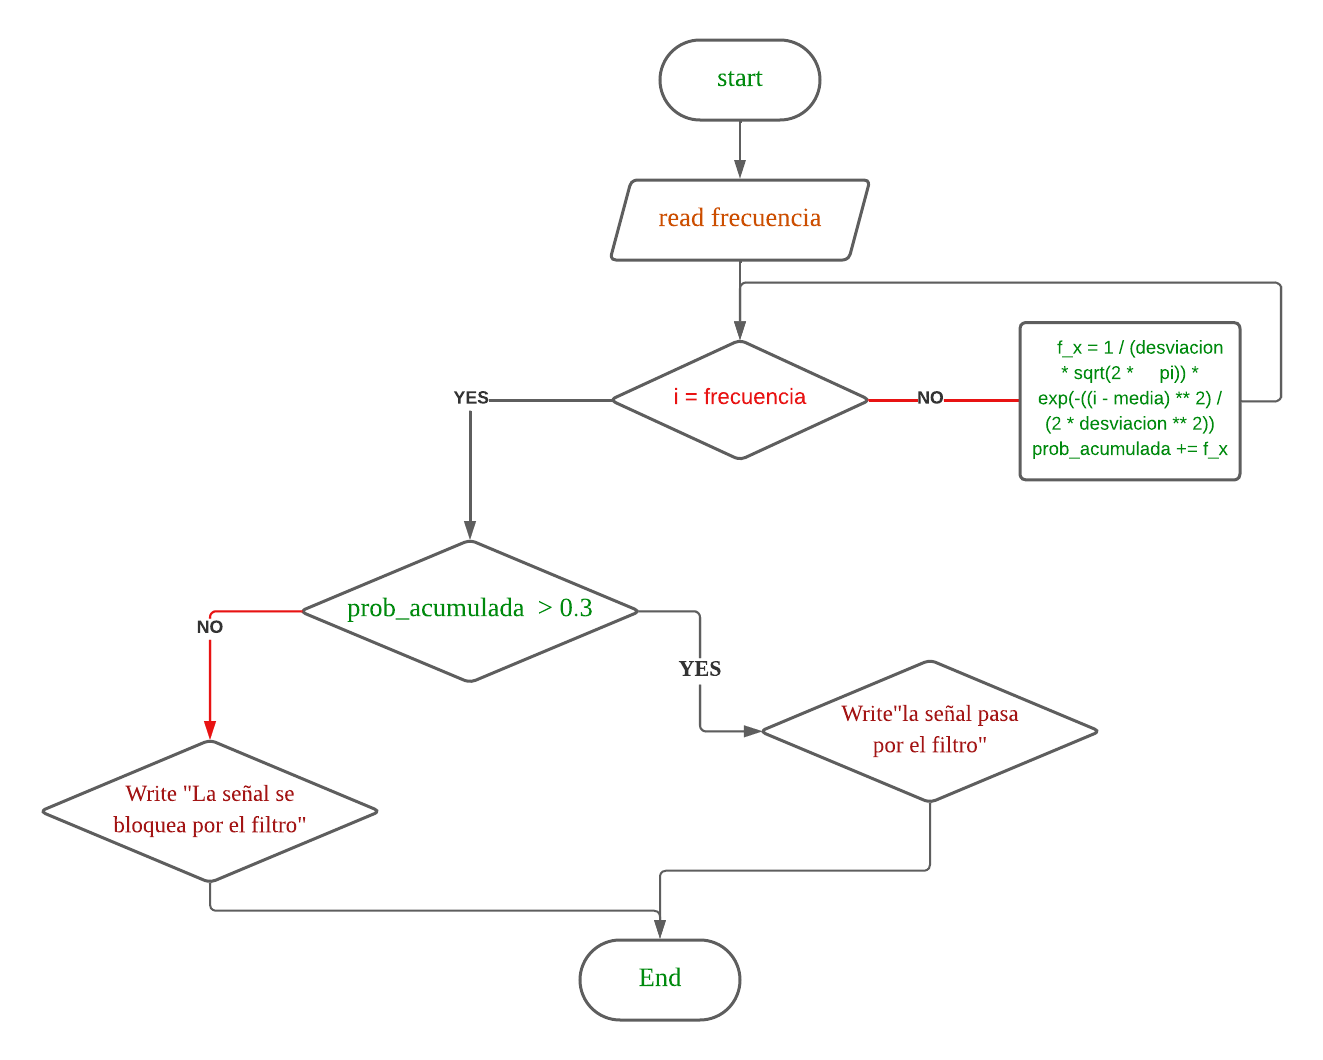 start
read frecuencia
i = frecuencia
YES
NO
f_x = 1 / (desviacion
* sqrt(2 * pi)) *
exp(-((i - media) ** 2) /
(2 * desviacion ** 2))
prob_acumulada += f_x
prob_acumulada > 0.3
NO
YES
Write"la señal pasa
por el filtro"
Write "La señal se
bloquea por el filtro"
End